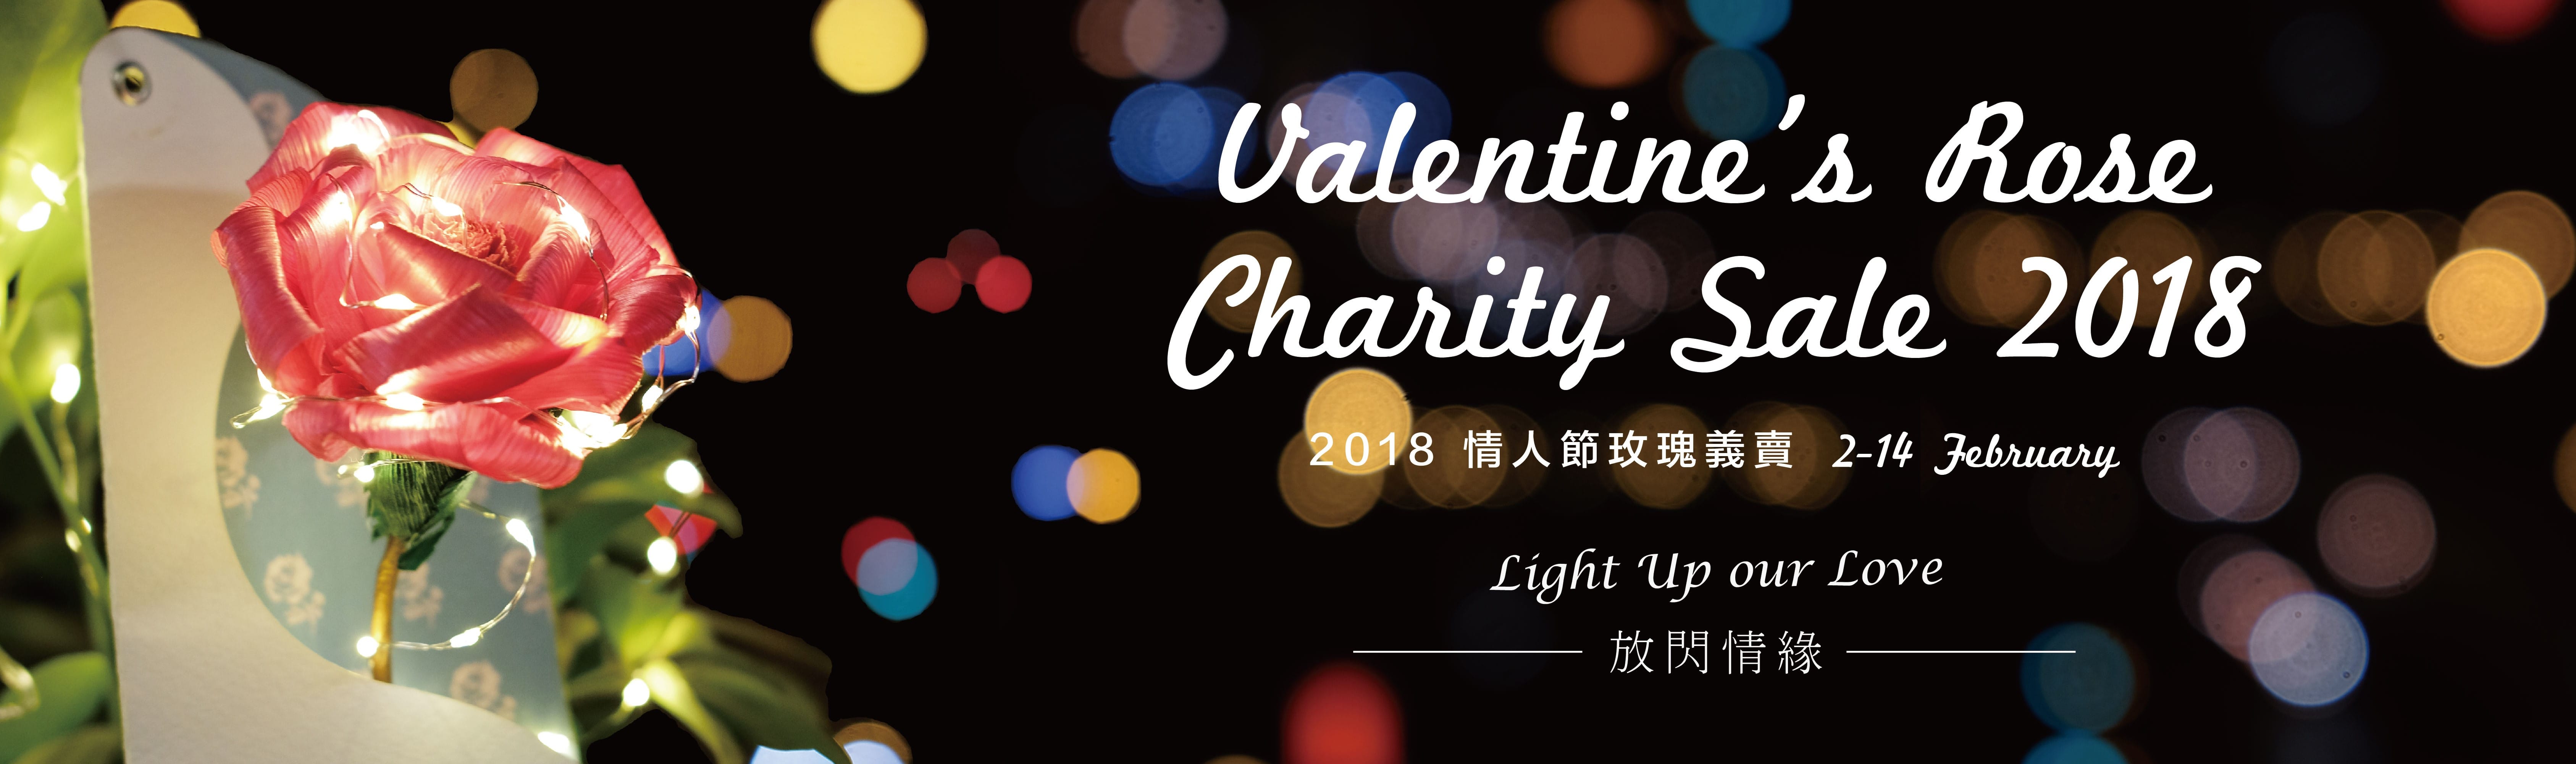 Valentine's Rose
Charity Sale 2018
2018 情人節玫瑰義賣 2-14 February
Light Up our Love
放閃情緣